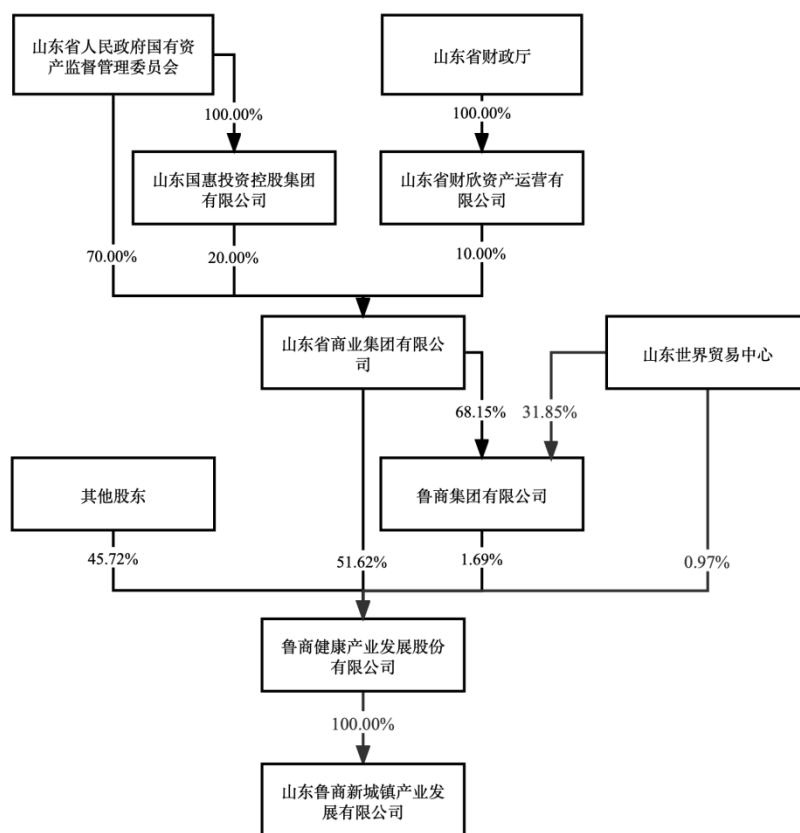 山东省人民政府国有资
产监督管理委员会
山东省财政厅
100.00%
100.00%
山东国惠投资控股集团
有限公司
山东省财欣资产运营有
限公司
70.00%
20.00%
10.00%
山东省商业集团有限公
司
山东世界贸易中心
68.15%
31.85%
其他股东
鲁商集团有限公司
45.72%
51.62%
1.69%
0.97%
鲁商健康产业发展股份
有限公司
100.00%
山东鲁商新城镇产业发
展有限公司